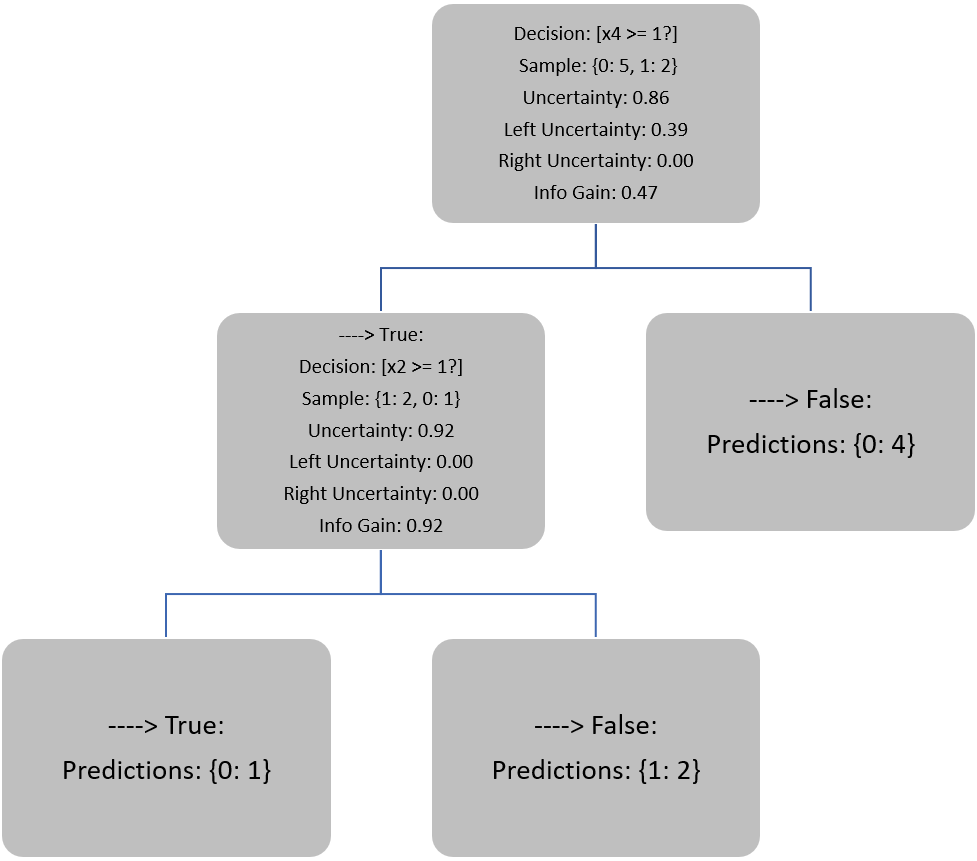 Decision: [x4 >= 1?]
Sample: {0: 5, 1: 2}
Uncertainty: 0.86
Left Uncertainty: 0.39
Right Uncertainty: 0.00
Info Gain: 0.47
----> True:
Decision: [x2 >= 1?]
Sample: {1: 2, 0: 1}
Uncertainty: 0.92
Left Uncertainty: 0.00
Right Uncertainty: 0.00
Info Gain: 0.92
----> False:
Predictions: {0: 4}
----> True:
Predictions: {0: 1}
----> False:
Predictions: {1: 2}